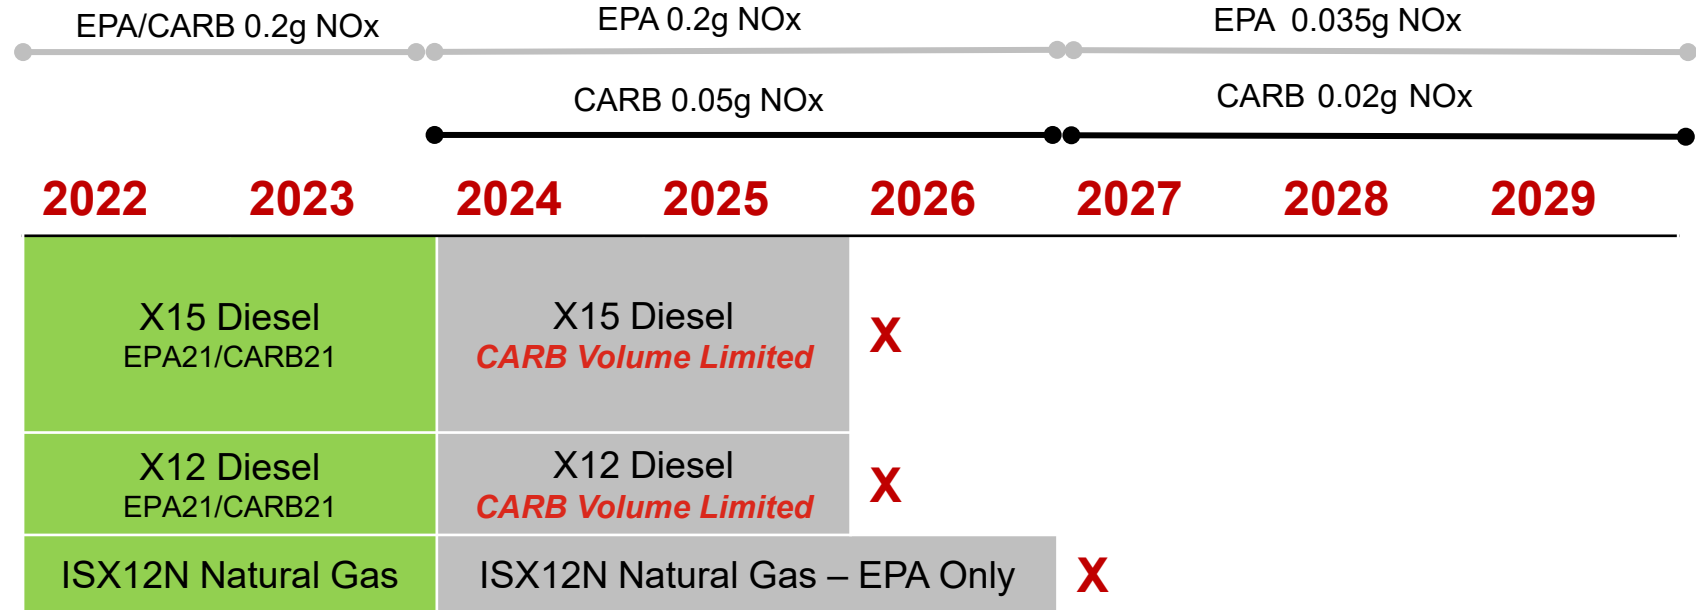 EPA/CARB 0.2g NOx
EPA 0.2g NOx
EPA 0.035g NOx
CARB 0.05g NOx
CARB 0.02g NOx
2022 2023 2024 2025 2026 2027 2028 2029
X15 Diesel
EPA21/CARB21
X15 Diesel
CARB Volume Limited
X
X12 Diesel
EPA21/CARB21
X12 Diesel
CARB Volume Limited
X
ISX12N Natural Gas
ISX12N Natural Gas – EPA Only
X